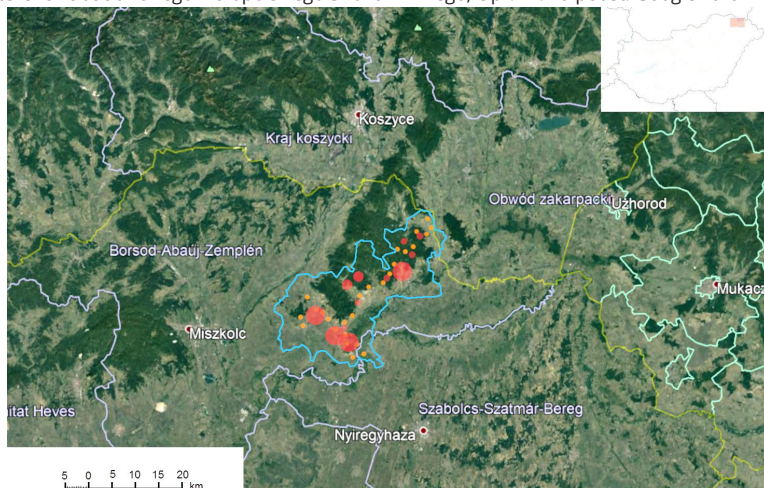 Koszyce
Kraj koszycki
Obwód zakarpacki
Użhorod
Borsod-Abaúj-Zemplén
Mukacz
Miszkolc
itat Heves
Szabolcs-Szatmár-Bereg
Nyíregyháza
5 0 5 10 15 20
km